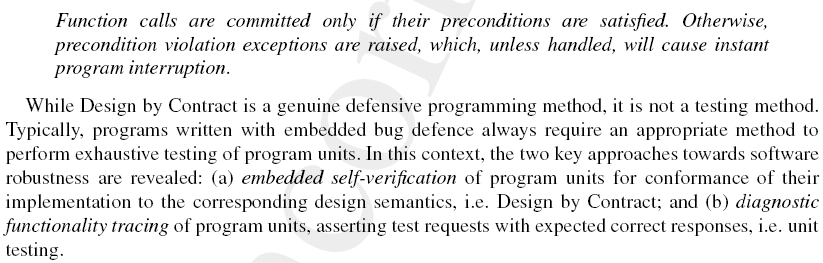 Function calls are committed only if their preconditions are satisfied. Otherwise,
precondition violation exceptions are raised, which, unless handled, will cause instant
program interruption.
While Design by Contract is a genuine defensive programming method, it is not a testing method.
Typically, programs written with embedded bug defence always require an appropriate method to
perform exhaustive testing of program units. In this context, the two key approaches towards software
robustness are revealed: (a) embedded self-verification of program units for conformance of their
implementation to the corresponding design semantics, i.e. Design by Contract; and (b) diagnostic
functionality tracing of program units, asserting test requests with expected correct responses, i.e. unit
testing.